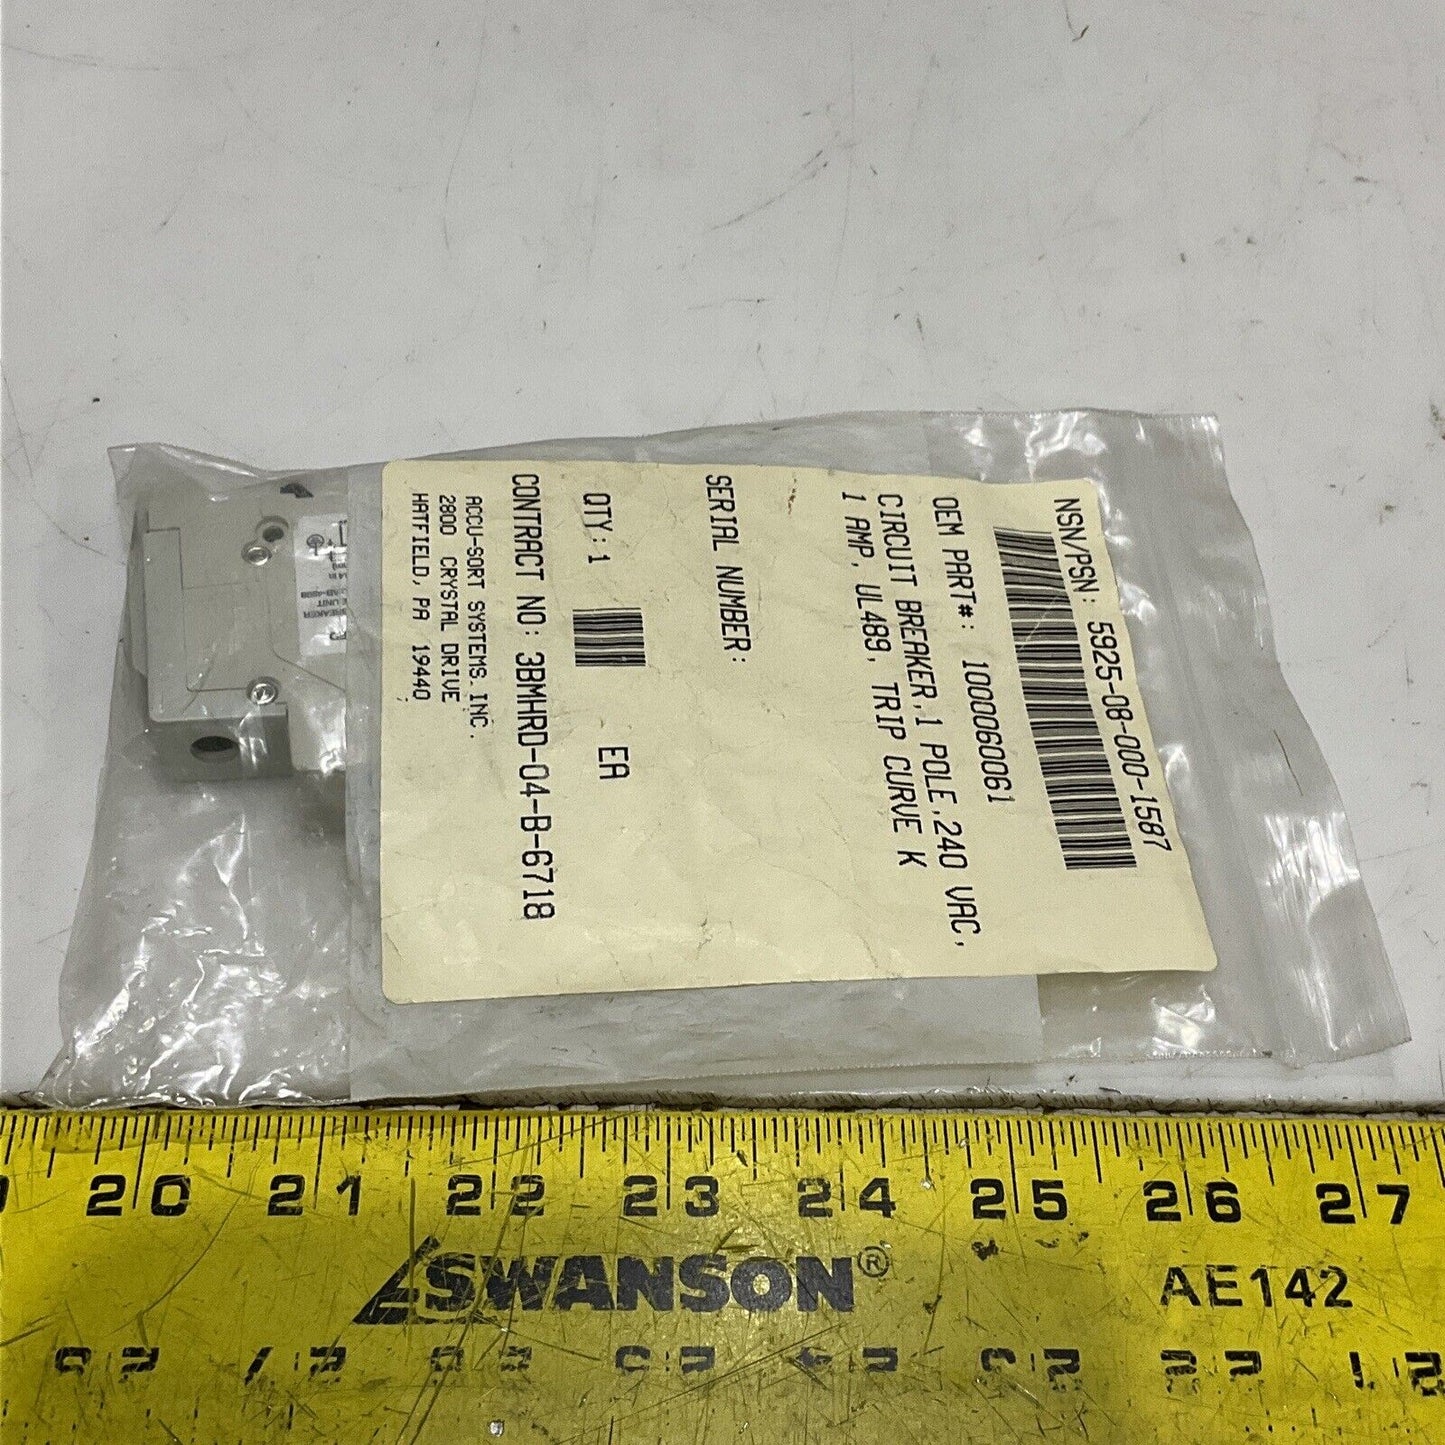 NSN/PSN: 5925-08-000-1587
OEM PART#: 1000060061
CIRCUIT BREAKER,1 POLE,240 VAC,
1 AMP, UL489, TRIP CURVE K
SERIAL NUMBER:
QTY: 1 EA
CONTRACT NO: 3BMHRD-04-B-6718
ACCU-SORT SYSTEMS, INC.
2800 CRYSTAL DRIVE
HATFIELD, PA 19440
20 21 22 23 24 25 26 27
SWANSON® AE142